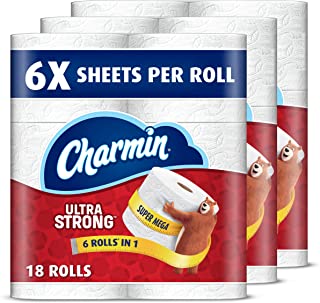 6X SHEETS PER ROLL
Charmin
ULTRA
STRONG
SUPER MEGA
6 ROLLS IN 1
18 ROLLS